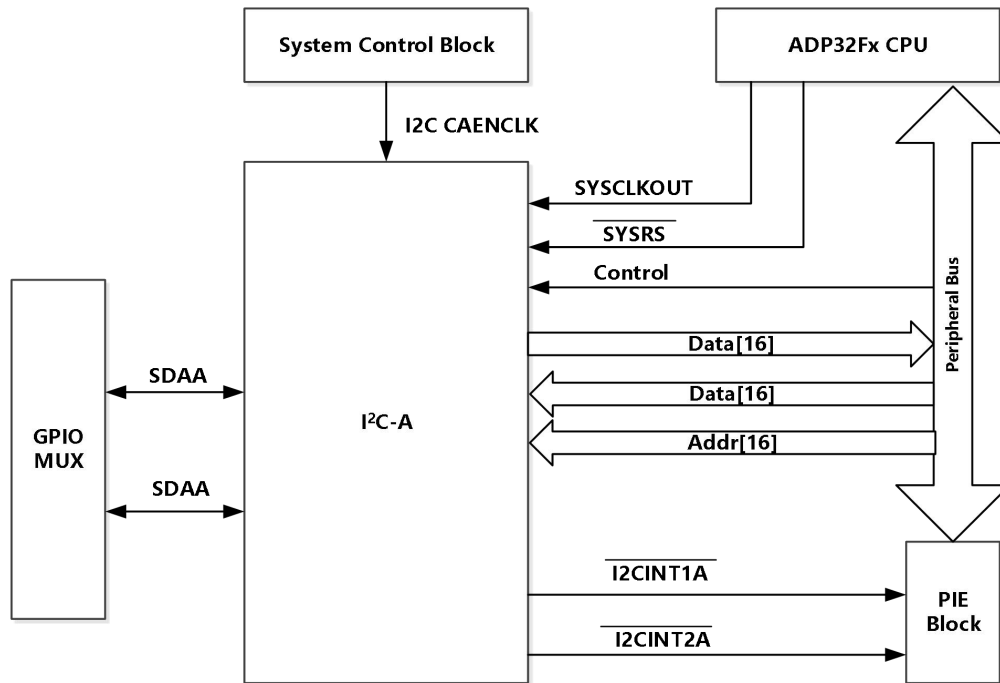 System Control Block
ADP32Fx CPU
I2C CAENCLK
SYSCLKOUT
SYSRS
Control
Peripheral Bus
Data[16]
SDAA
Data[16]
I²C-A
GPIO
MUX
Addr[16]
SDAA
I2CINT1A
PIE
Block
I2CINT2A